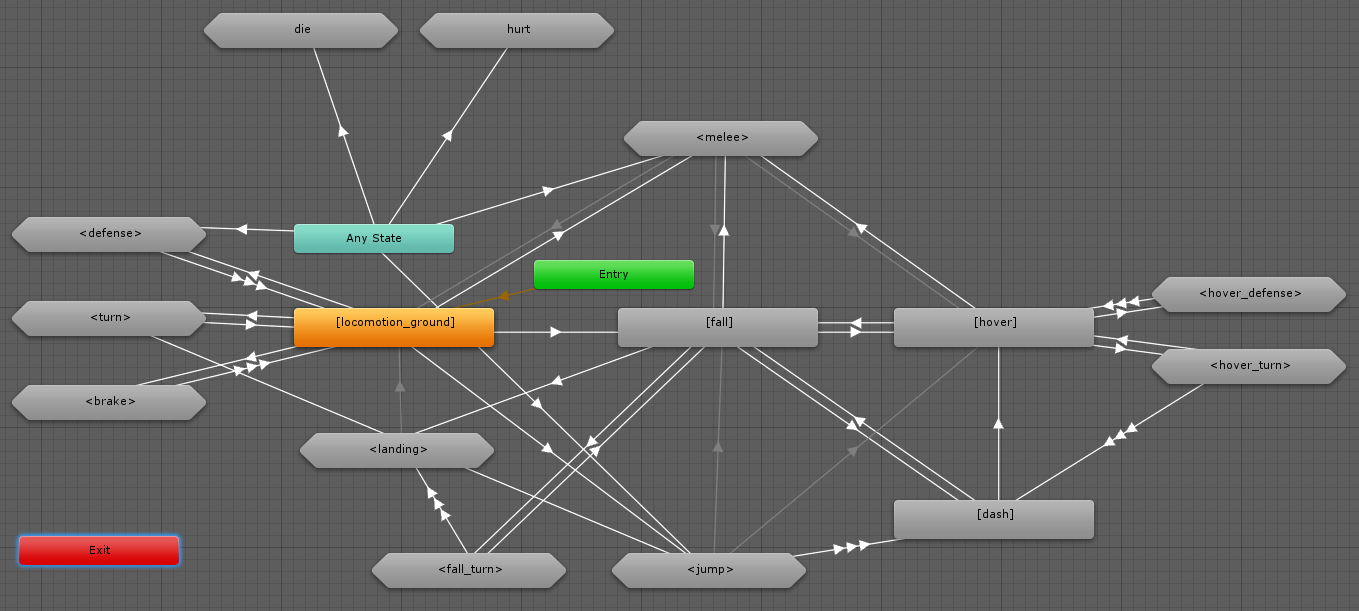 die
hurt
<melee>
<defense>
Any State
Entry
<hover_defense>
<turn>
[locomotion_ground]
[fall]
[hover]
<hover_turn>
<brake>
<landing>
[dash]
Exit
<fall_turn>
<jump>